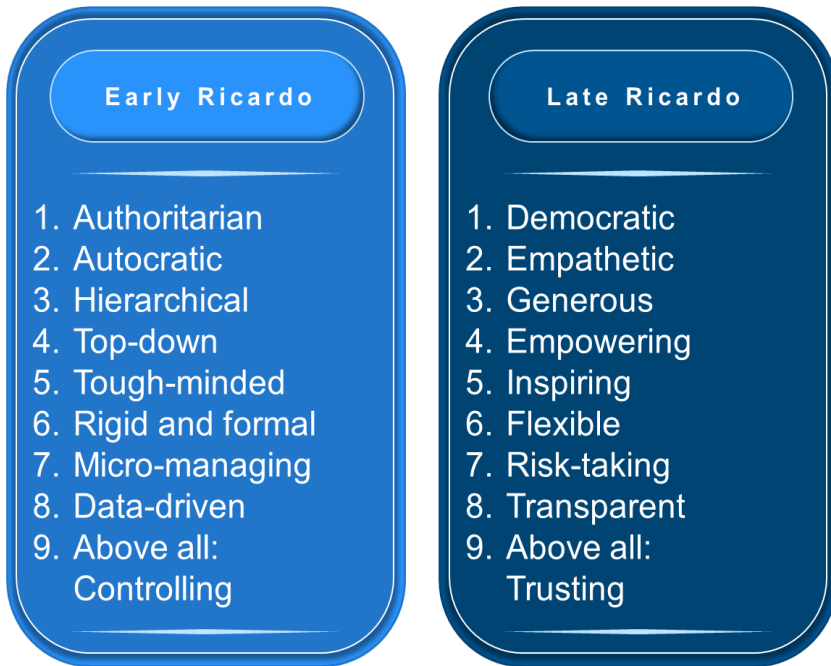 Early Ricardo
1. Authoritarian
2. Autocratic
3. Hierarchical
4. Top-down
5. Tough-minded
6. Rigid and formal
7. Micro-managing
8. Data-driven
9. Above all:
Controlling
Late Ricardo
1. Democratic
2. Empathetic
3. Generous
4. Empowering
5. Inspiring
6. Flexible
7. Risk-taking
8. Transparent
9. Above all:
Trusting